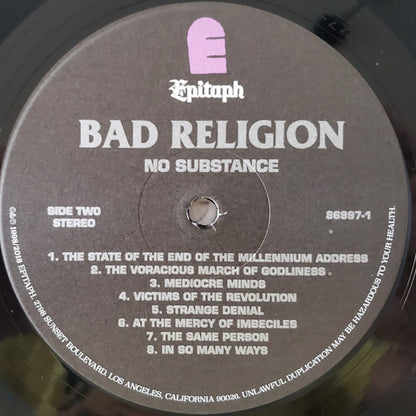 Epitaph
BAD RELIGION
NO SUBSTANCE
SIDE TWO
STEREO
86897-1
1. THE STATE OF THE END OF THE MILLENNIUM ADDRESS
2. THE VORACIOUS MARCH OF GODLINESS
3. MEDIOCRE MINDS
4. VICTIMS OF THE REVOLUTION
5. STRANGE DENIAL
6. AT THE MERCY OF IMBECILES
7. THE SAME PERSON
8. IN SO MANY WAYS
©&℗ 1998/2018 EPITAPH. 2798 SUNSET BOULEVARD, LOS ANGELES, CALIFORNIA 90026. UNLAWFUL DUPLICATION MAY BE HAZARDOUS TO YOUR HEALTH.